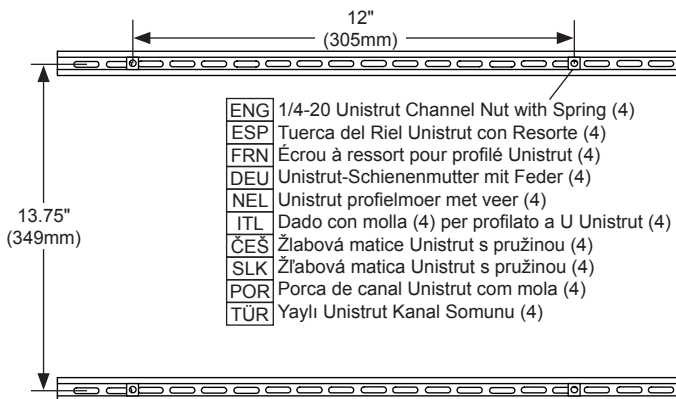 12"
(305mm)
ENG 1/4-20 Unistrut Channel Nut with Spring (4)
ESP Tuerca del Riel Unistrut con Resorte (4)
FRN Écrou à ressort pour profilé Unistrut (4)
DEU Unistrut-Schienenmutter mit Feder (4)
NEL Unistrut profielmoer met veer (4)
ITL Dado con molla (4) per profilato a U Unistrut (4)
ČEŠ Žlabová matice Unistrut s pružinou (4)
SLK Žľabová matica Unistrut s pružinou (4)
POR Porca de canal Unistrut com mola (4)
TÜR Yaylı Unistrut Kanal Somunu (4)
13.75"
(349mm)